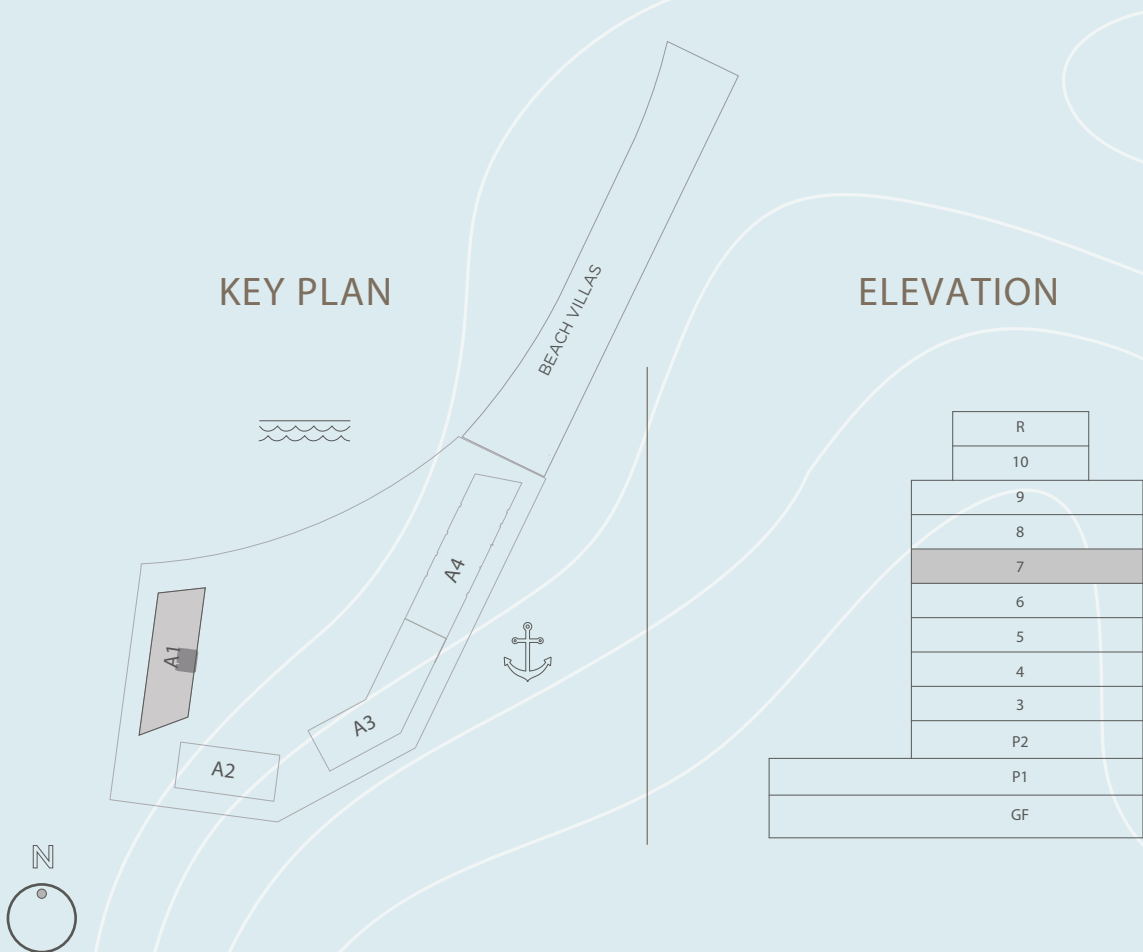 KEY PLAN
ELEVATION
BEACH VILLAS
A4
A1
A3
A2
N
R
10
9
8
7
6
5
4
3
P2
P1
GF